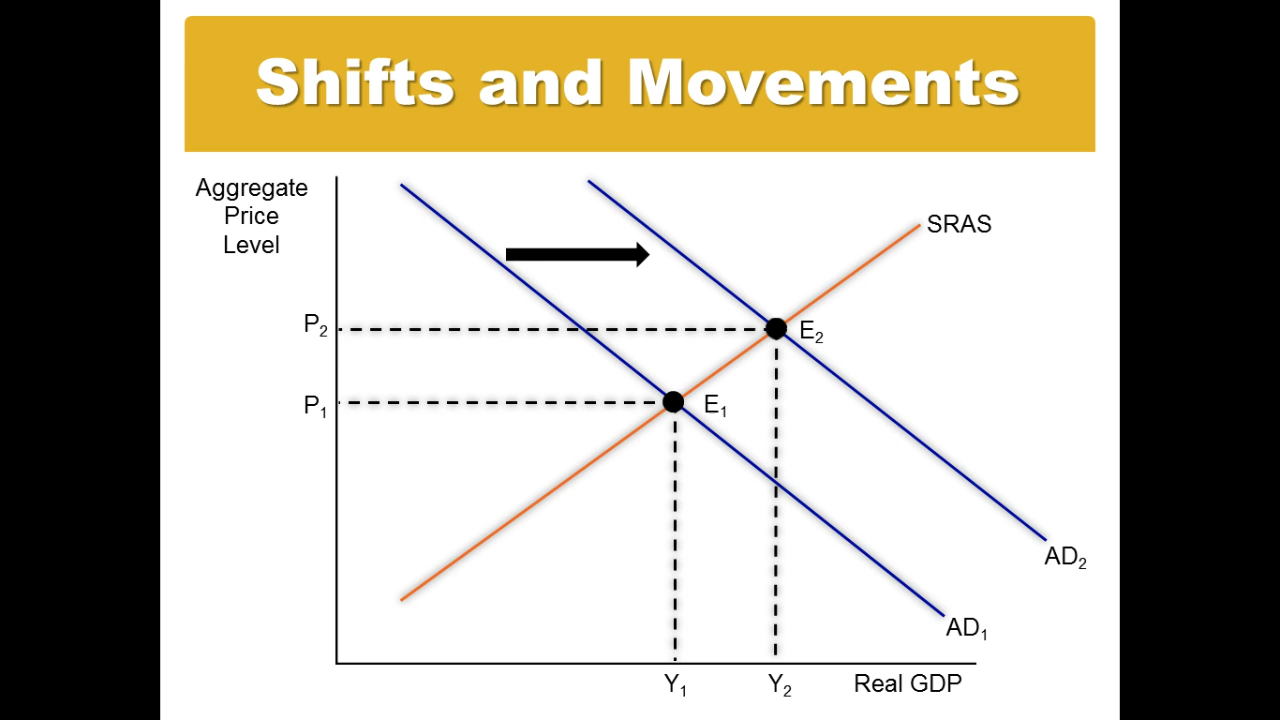 Shifts and Movements
Aggregate
Price
Level
SRAS
P₂
E₂
P₁
E₁
AD₂
AD₁
Y₁
Y₂
Real GDP